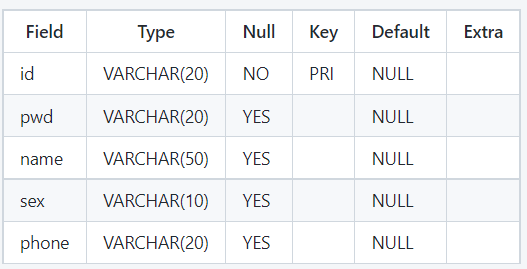 Field Type Null Key Default Extra
id VARCHAR(20) NO PRI NULL
pwd VARCHAR(20) YES NULL
name VARCHAR(50) YES NULL
sex VARCHAR(10) YES NULL
phone VARCHAR(20) YES NULL